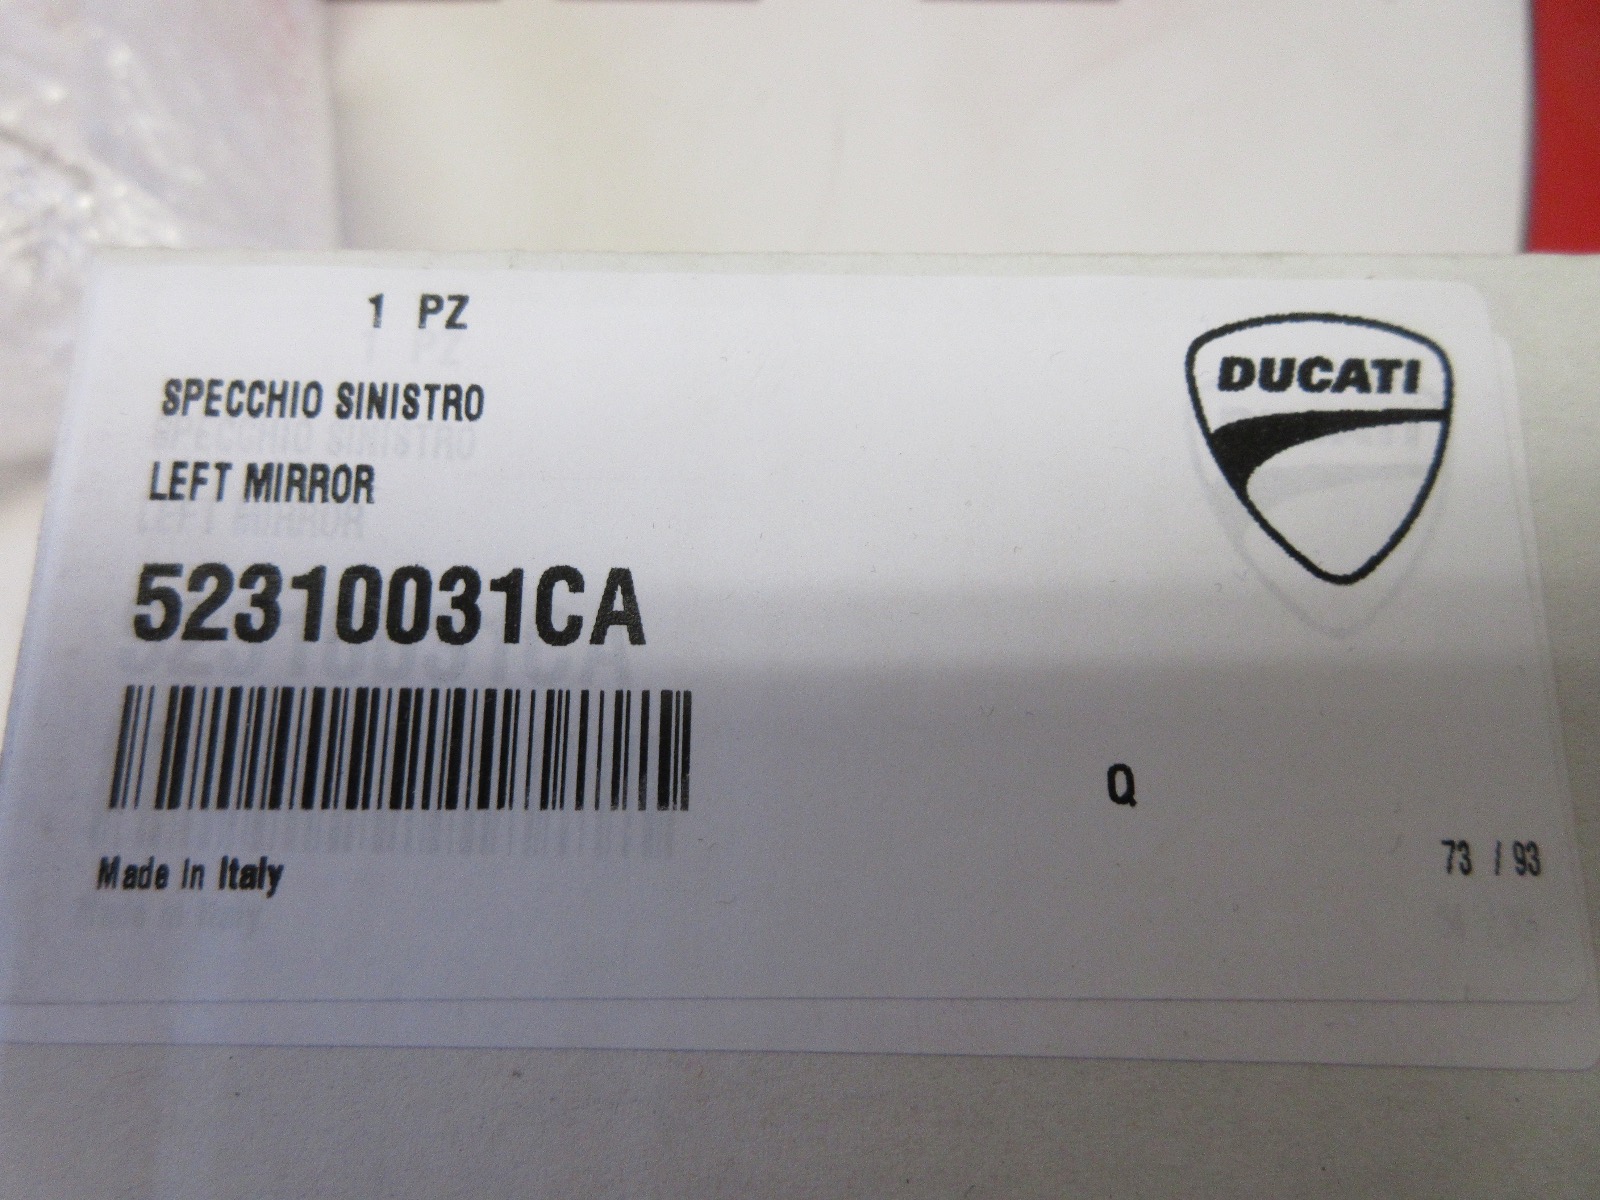 1 PZ
DUCATI
SPECCHIO SINISTRO
LEFT MIRROR
52310031CA
Q
73 / 93
Made in Italy